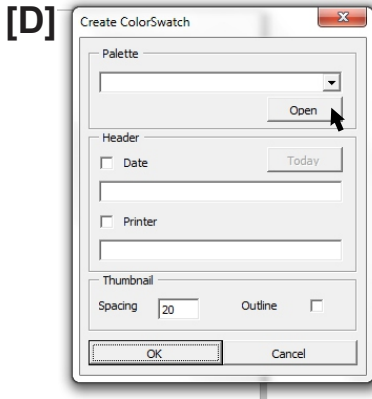 [D]
Create ColorSwatch
x
Palette
Open
Header
Date
Today
Printer
Thumbnail
Spacing 20 Outline
OK Cancel